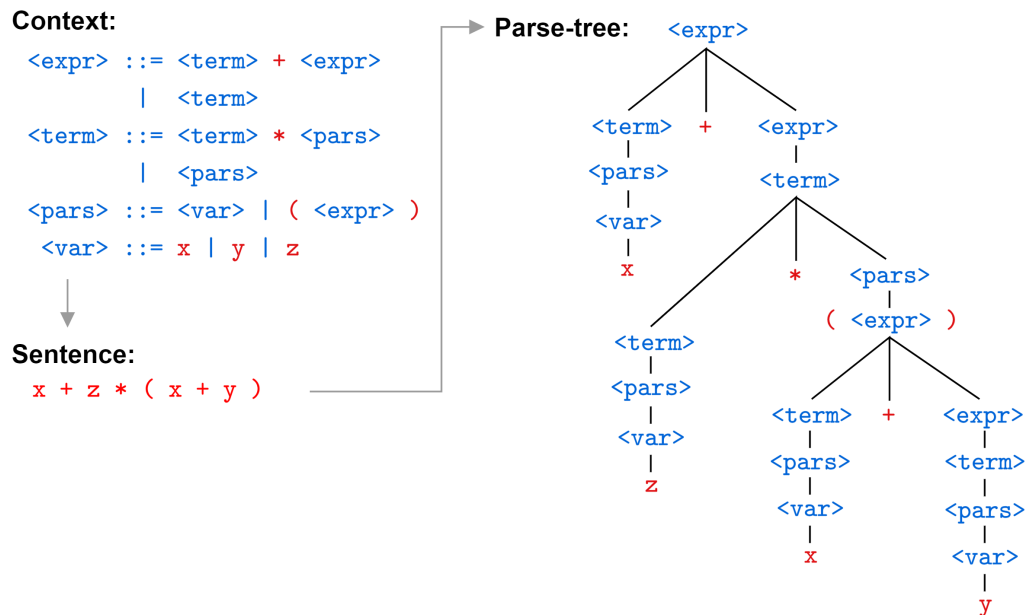 Context:
<expr> ::= <term> + <expr>
| <term>
<term> ::= <term> * <pars>
| <pars>
<pars> ::= <var> | ( <expr> )
<var> ::= x | y | z
Sentence:
x + z * ( x + y )
Parse-tree:
<expr>
<term> + <expr>
<pars>
<term>
<var>
x
* <pars>
( <expr> )
<term>
<pars>
<var>
z
<term> + <expr>
<pars> <term>
<var> <pars>
x <var>
y